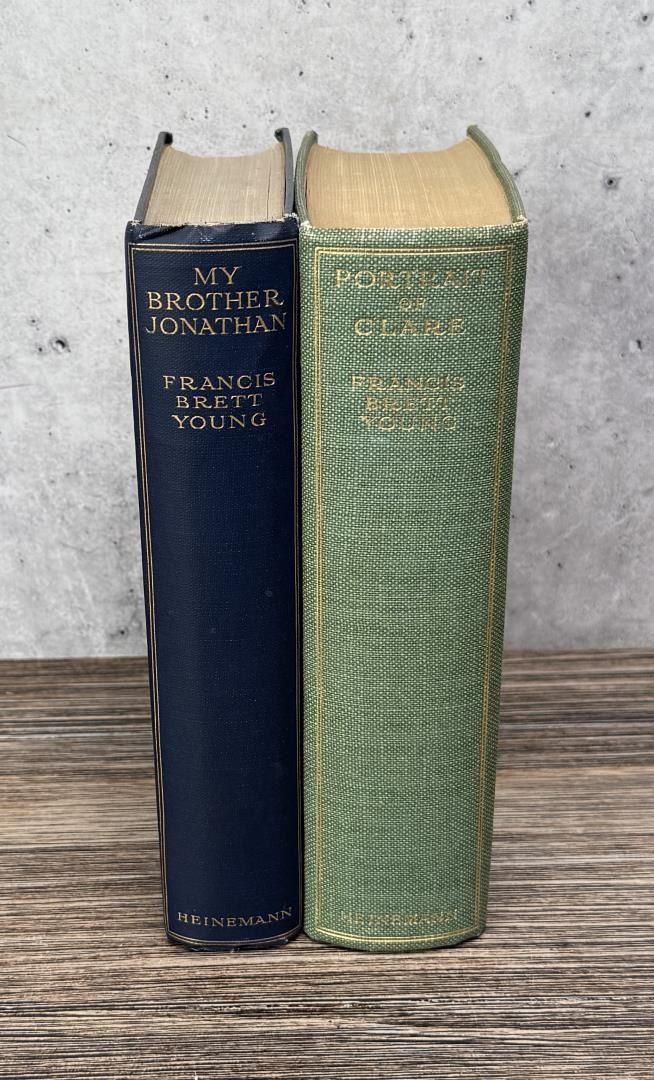 MY
BROTHER
JONATHAN
FRANCIS
BRETT
YOUNG
HEINEMANN
PORTRAIT
OF
CLARE
FRANCIS
BRETT
YOUNG
HEINEMANN